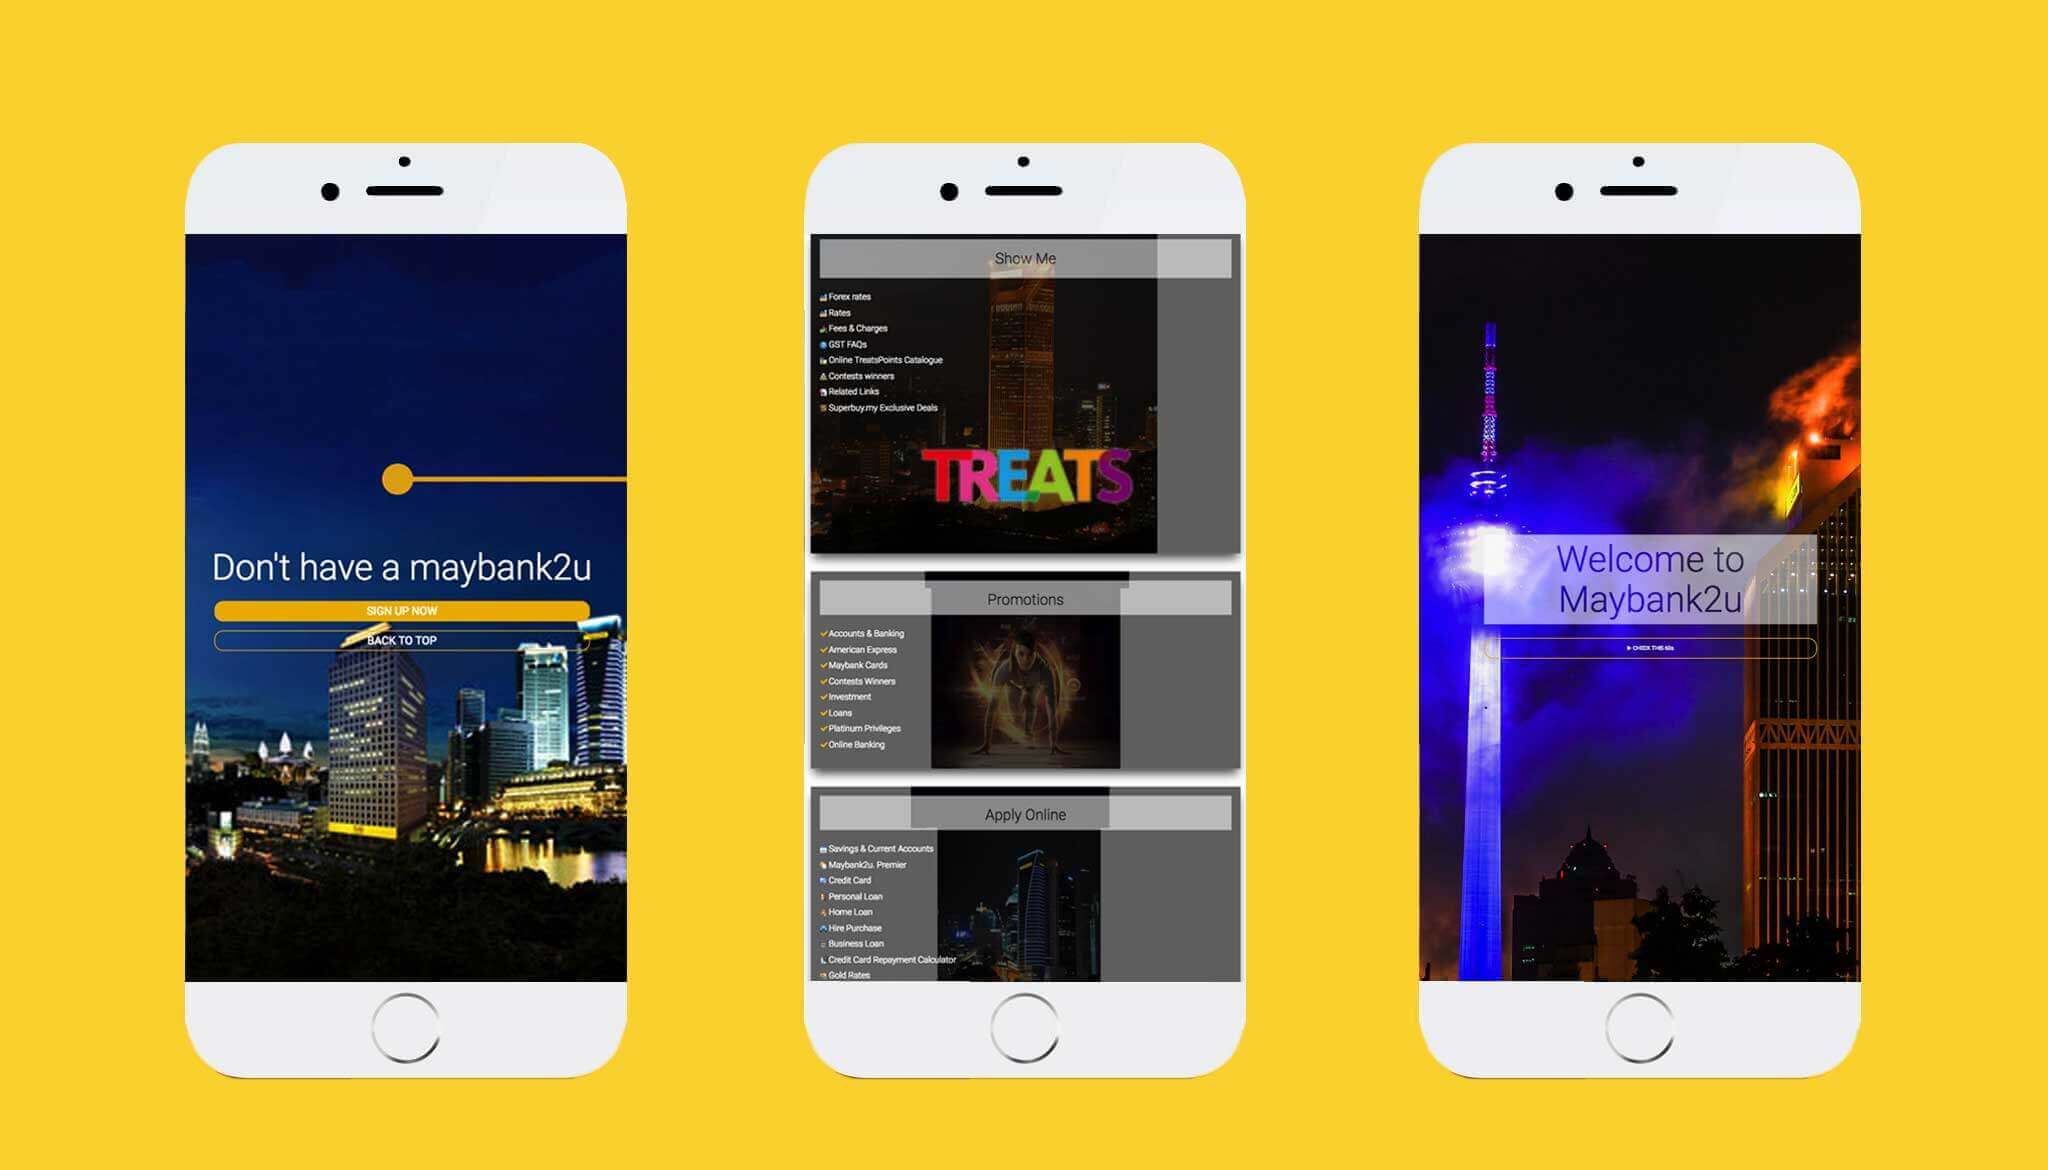 Don't have a maybank2u
SIGN UP NOW
BACK TO TOP
Show Me
Forex rates
Rates
Fees & Charges
GST FAQs
Online TreatsPoints Catalogue
Contests winners
Related Links
Superbuy.my Exclusive Deals
TREATS
Promotions
Accounts & Banking
American Express
Maybank Cards
Contests Winners
Investment
Loans
Platinum Privileges
Online Banking
Apply Online
Savings & Current Accounts
Maybank2u. Premier
Credit Card
Personal Loan
Home Loan
Hire Purchase
Business Loan
Credit Card Repayment Calculator
Gold Rates
Welcome to
Maybank2u
THIS